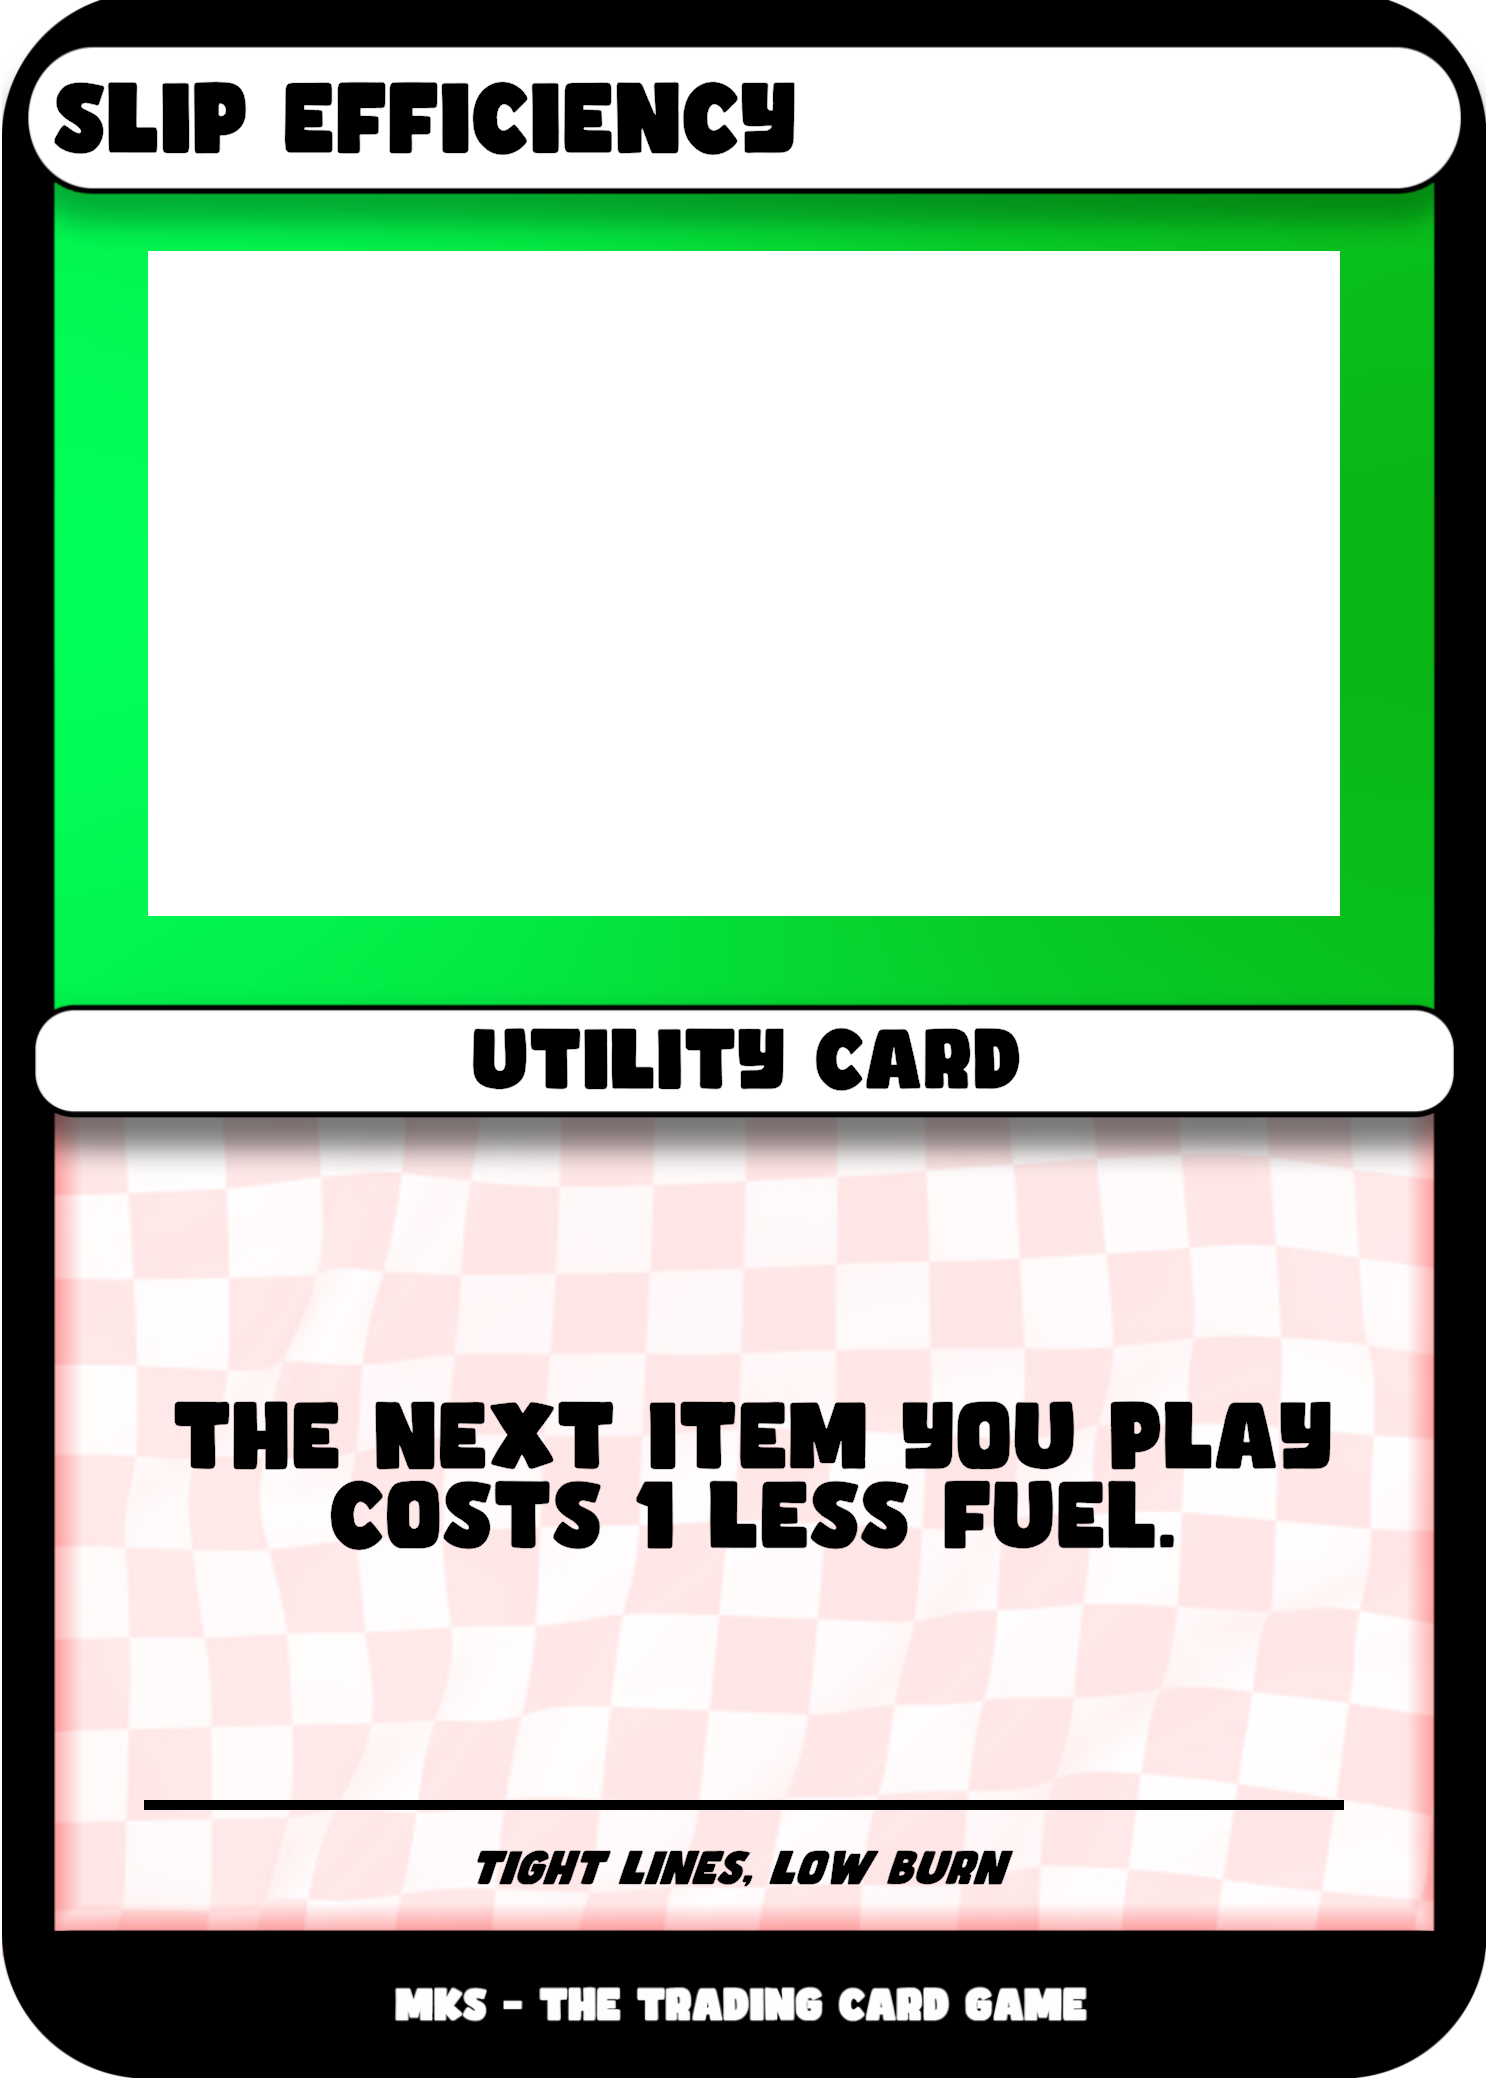 SLIP EFFICIENCY
UTILITY CARD
THE NEXT ITEM YOU PLAY
COSTS 1 LESS FUEL.
TIGHT LINES, LOW BURN
MKS - THE TRADING CARD GAME